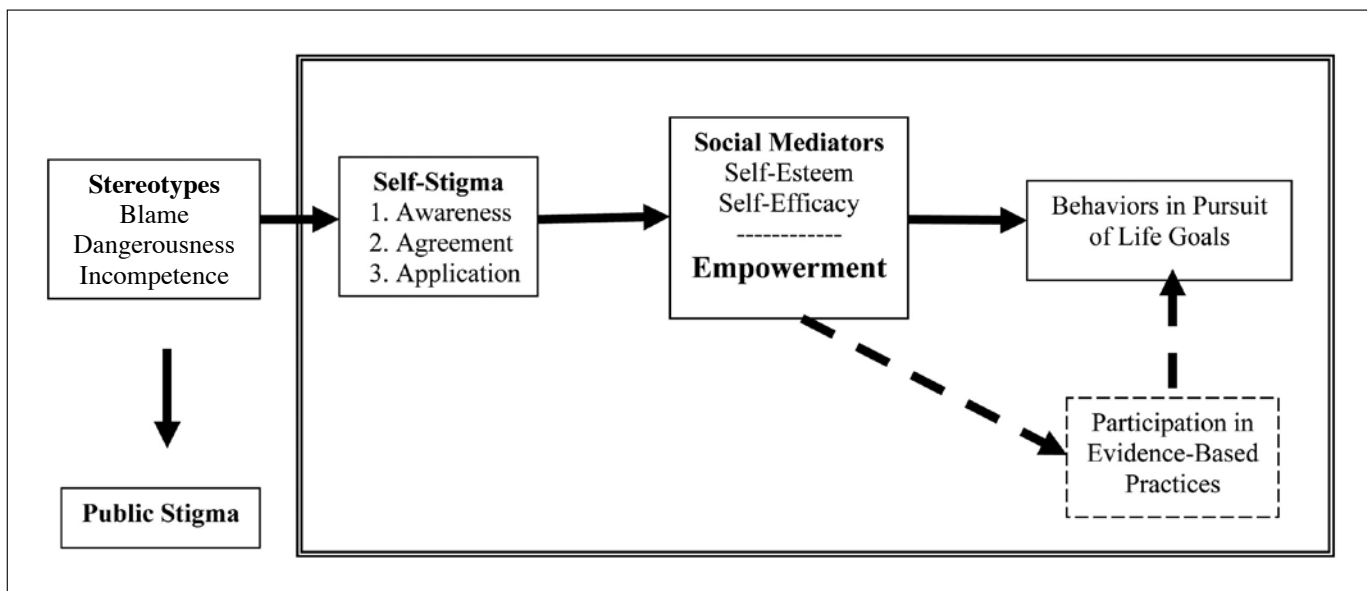 Stereotypes
Blame
Dangerousness
Incompetence
Public Stigma
Self-Stigma
1. Awareness
2. Agreement
3. Application
Social Mediators
Self-Esteem
Self-Efficacy
------------
Empowerment
Behaviors in Pursuit
of Life Goals
Participation in
Evidence-Based
Practices